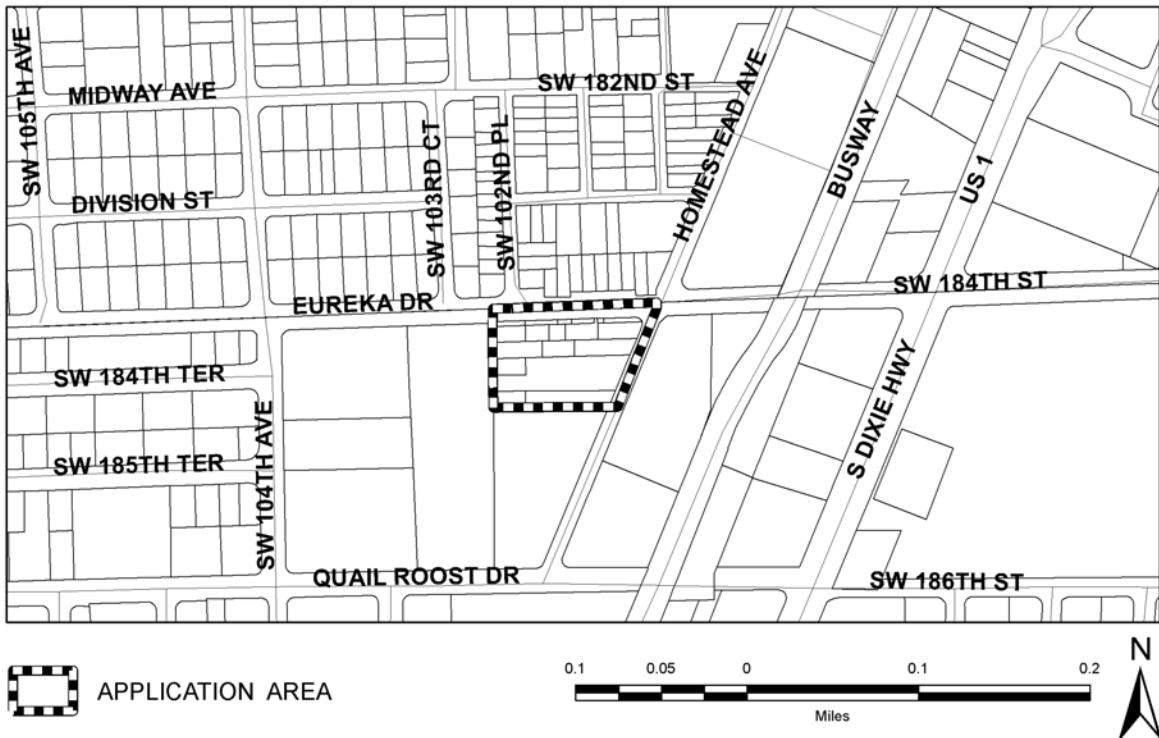 SW 105TH AVE
MIDWAY AVE
SW 182ND ST
HOMESTEAD AVE
BUSWAY
US 1
DIVISION ST
SW 103RD CT
SW 102ND PL
EUREKA DR
SW 184TH ST
SW 184TH TER
SW 104TH AVE
S DIXIE HWY
SW 185TH TER
QUAIL ROOST DR
SW 186TH ST
APPLICATION AREA
0.1 0.05 0 0.1 0.2
Miles
N